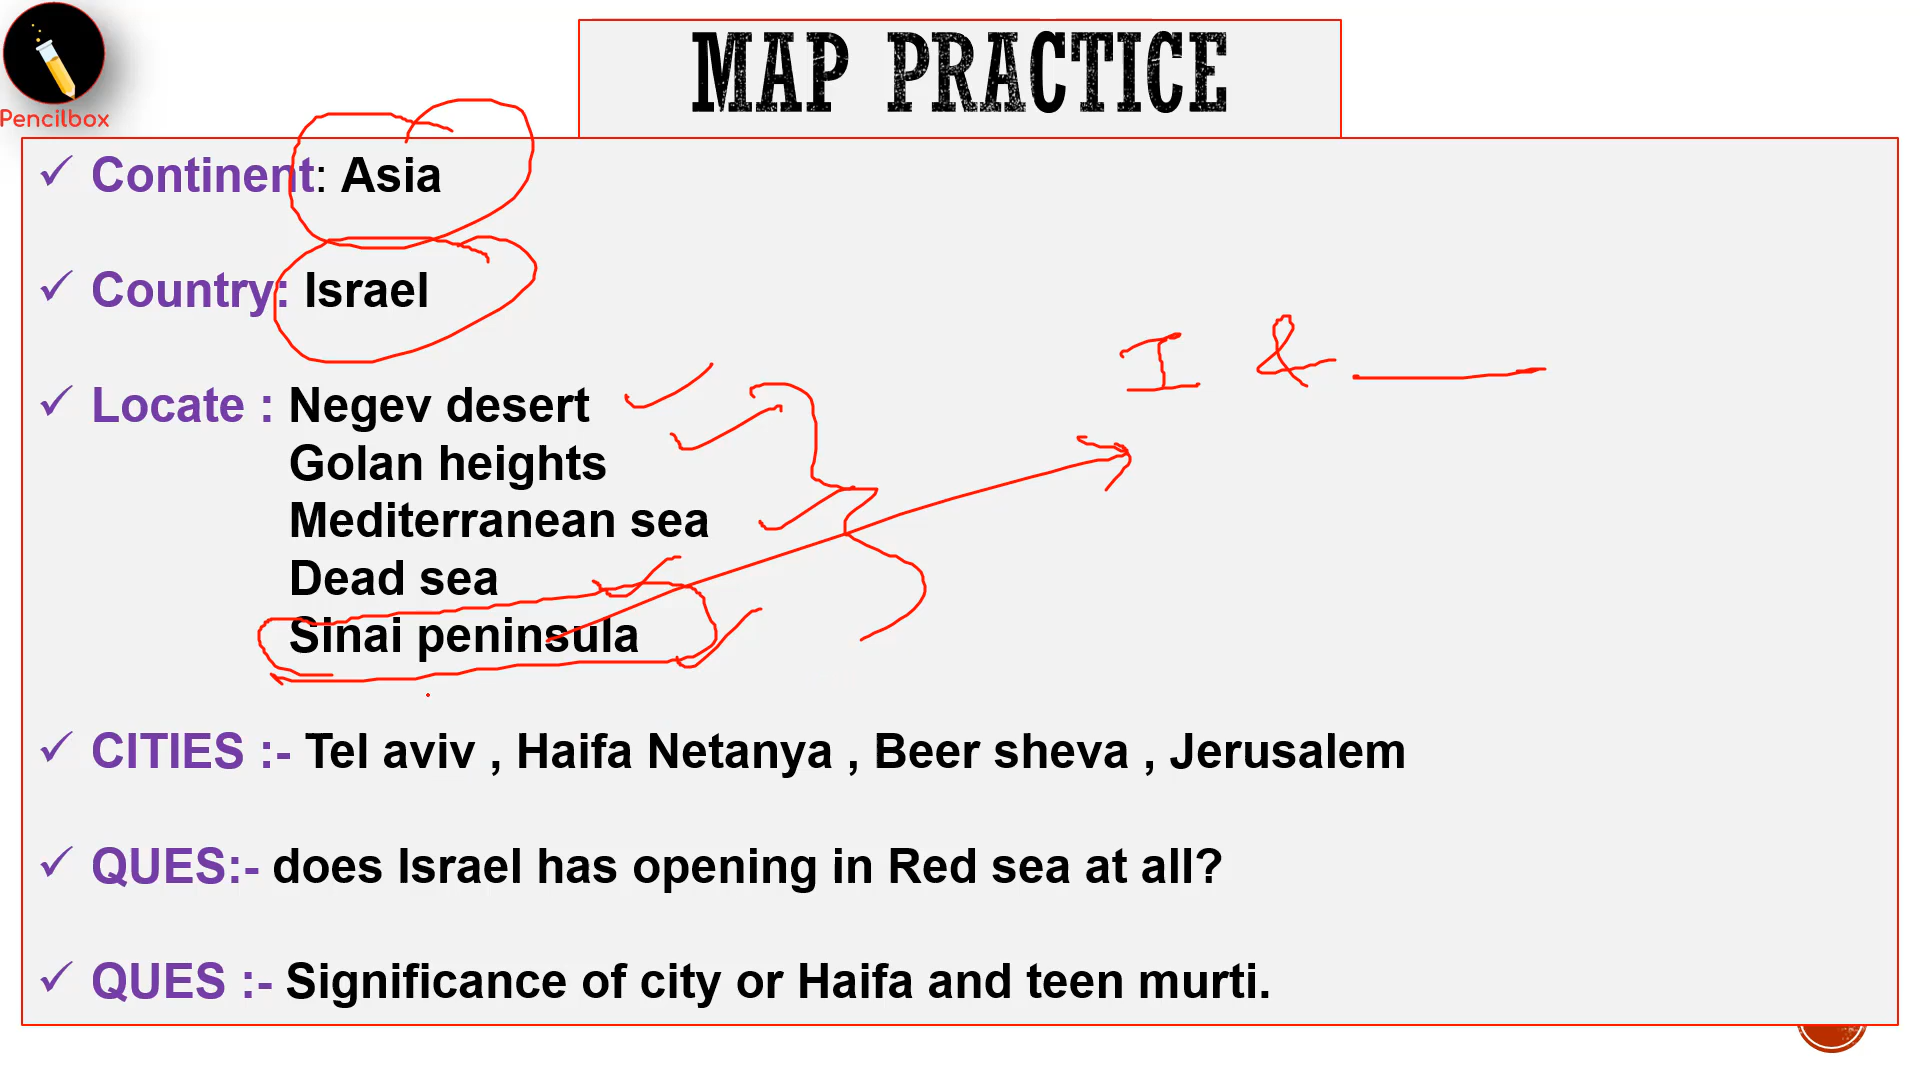 MAP PRACTICE
Pencilbox
✓ Continent: Asia
✓ Country: Israel
I & ____
✓ Locate : Negev desert
Golan heights
Mediterranean sea
Dead sea
Sinai peninsula
✓ CITIES :- Tel aviv , Haifa Netanya , Beer sheva , Jerusalem
✓ QUES:- does Israel has opening in Red sea at all?
✓ QUES :- Significance of city or Haifa and teen murti.